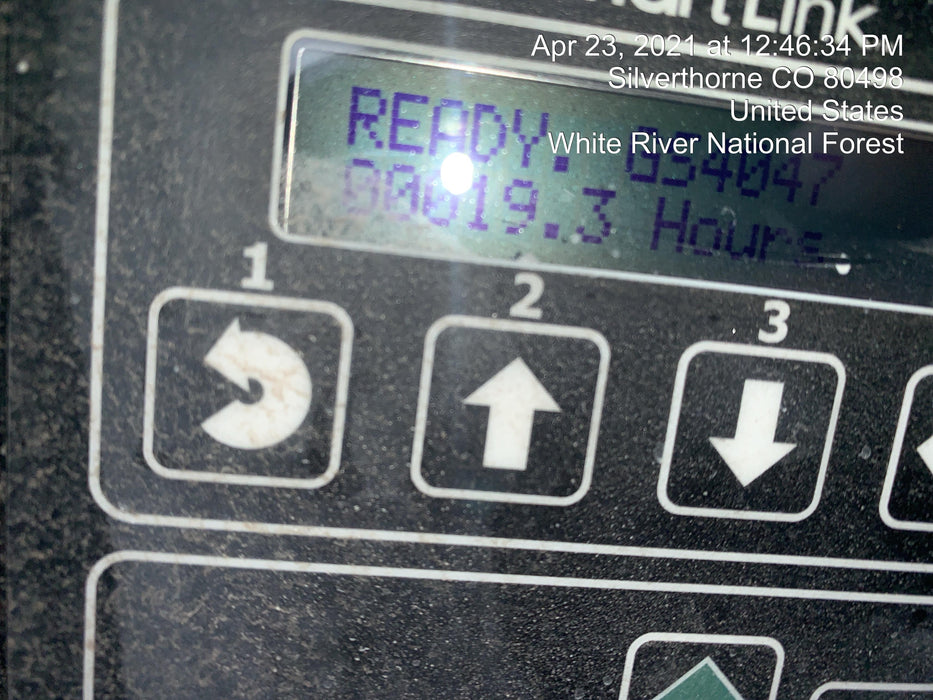 Apr 23, 2021 at 12:46:34 PM
Silverthorne CO 80498
United States
White River National Forest
READY.
00019.3 Hours
1
2
3